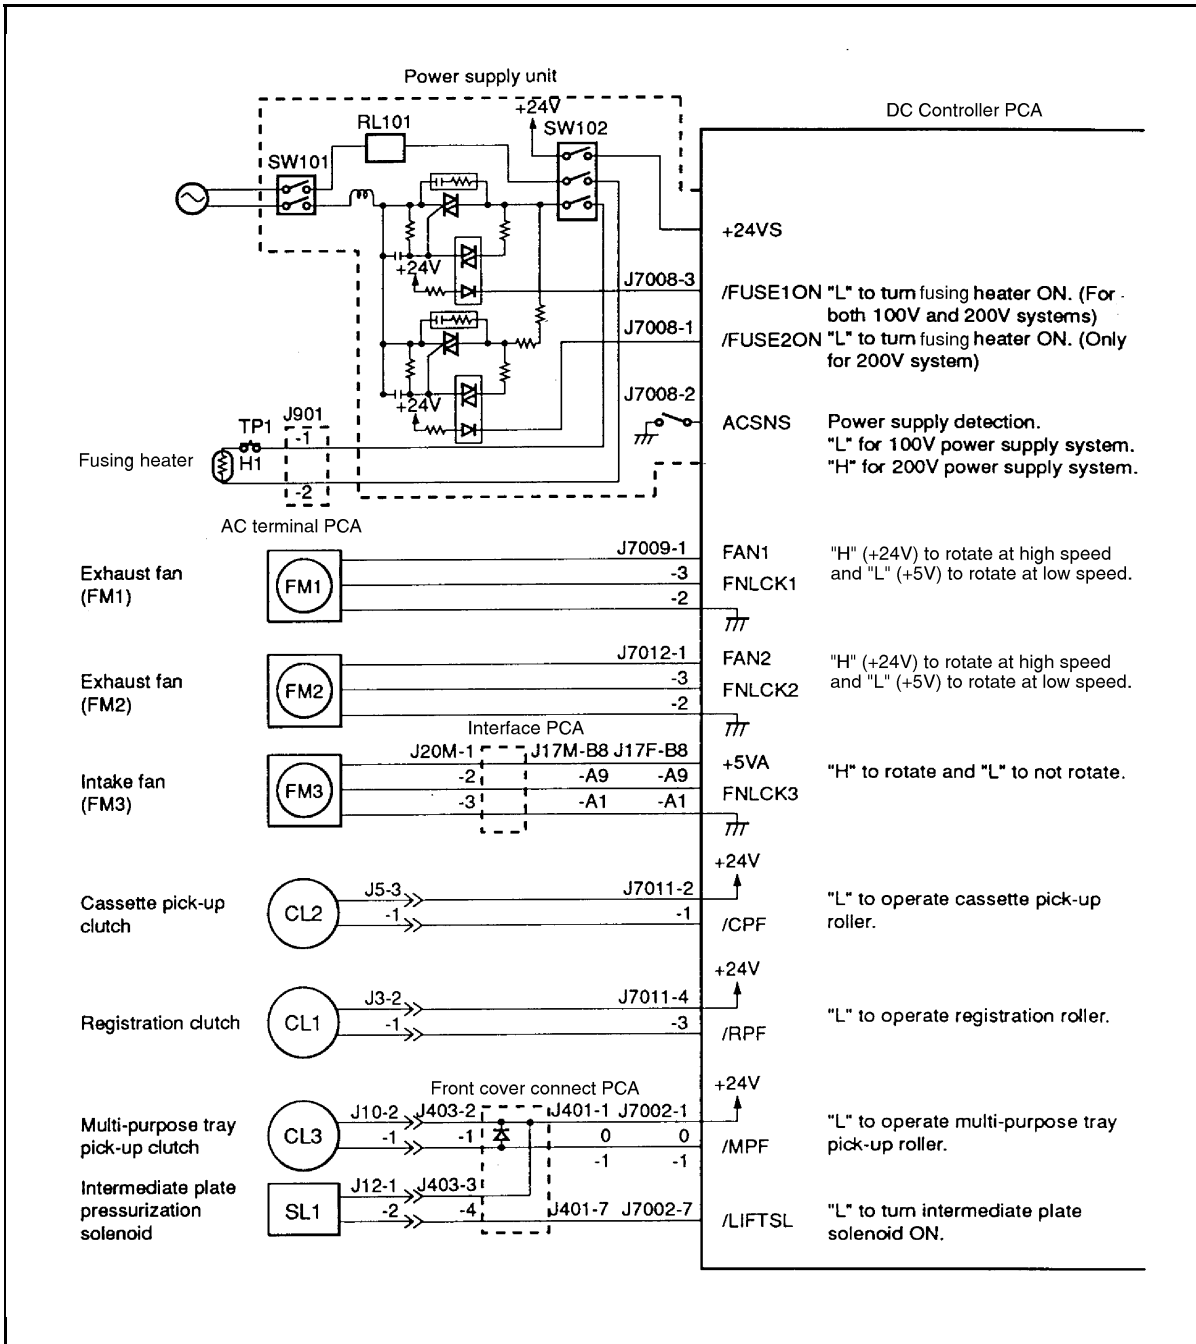 Power supply unit
+24V
DC Controller PCA
RL101
SW102
SW101
+24VS
+24V
J7008-3
/FUSE1ON "L" to turn fusing heater ON. (For
both 100V and 200V systems)
J7008-1
/FUSE2ON "L" to turn fusing heater ON. (Only
for 200V system)
J7008-2
+24V
ACSNS Power supply detection.
"L" for 100V power supply system.
"H" for 200V power supply system.
TP1 J901
-1
Fusing heater H1
-2
AC terminal PCA
Exhaust fan
(FM1)
FM1
J7009-1 FAN1
-3 FNLCK1
-2
"H" (+24V) to rotate at high speed
and "L" (+5V) to rotate at low speed.
Exhaust fan
(FM2)
FM2
J7012-1 FAN2
-3 FNLCK2
-2
"H" (+24V) to rotate at high speed
and "L" (+5V) to rotate at low speed.
Interface PCA
Intake fan
(FM3)
FM3
J20M-1 J17M-B8 J17F-B8 +5VA
-2 -A9 -A9 FNLCK3
-3 -A1 -A1
"H" to rotate and "L" to not rotate.
+24V
Cassette pick-up
clutch
CL2
J5-3 J7011-2
-1 -1 /CPF
"L" to operate cassette pick-up
roller.
+24V
Registration clutch
CL1
J3-2 J7011-4
-1 -3 /RPF
"L" to operate registration roller.
+24V
Front cover connect PCA
Multi-purpose tray
pick-up clutch
CL3
J10-2 J403-2 J401-1 J7002-1
-1 -1 0 0 /MPF
-1 -1
"L" to operate multi-purpose tray
pick-up roller.
Intermediate plate
pressurization
solenoid
SL1
J12-1 J403-3
-2 -4 J401-7 J7002-7 /LIFTSL
"L" to turn intermediate plate
solenoid ON.